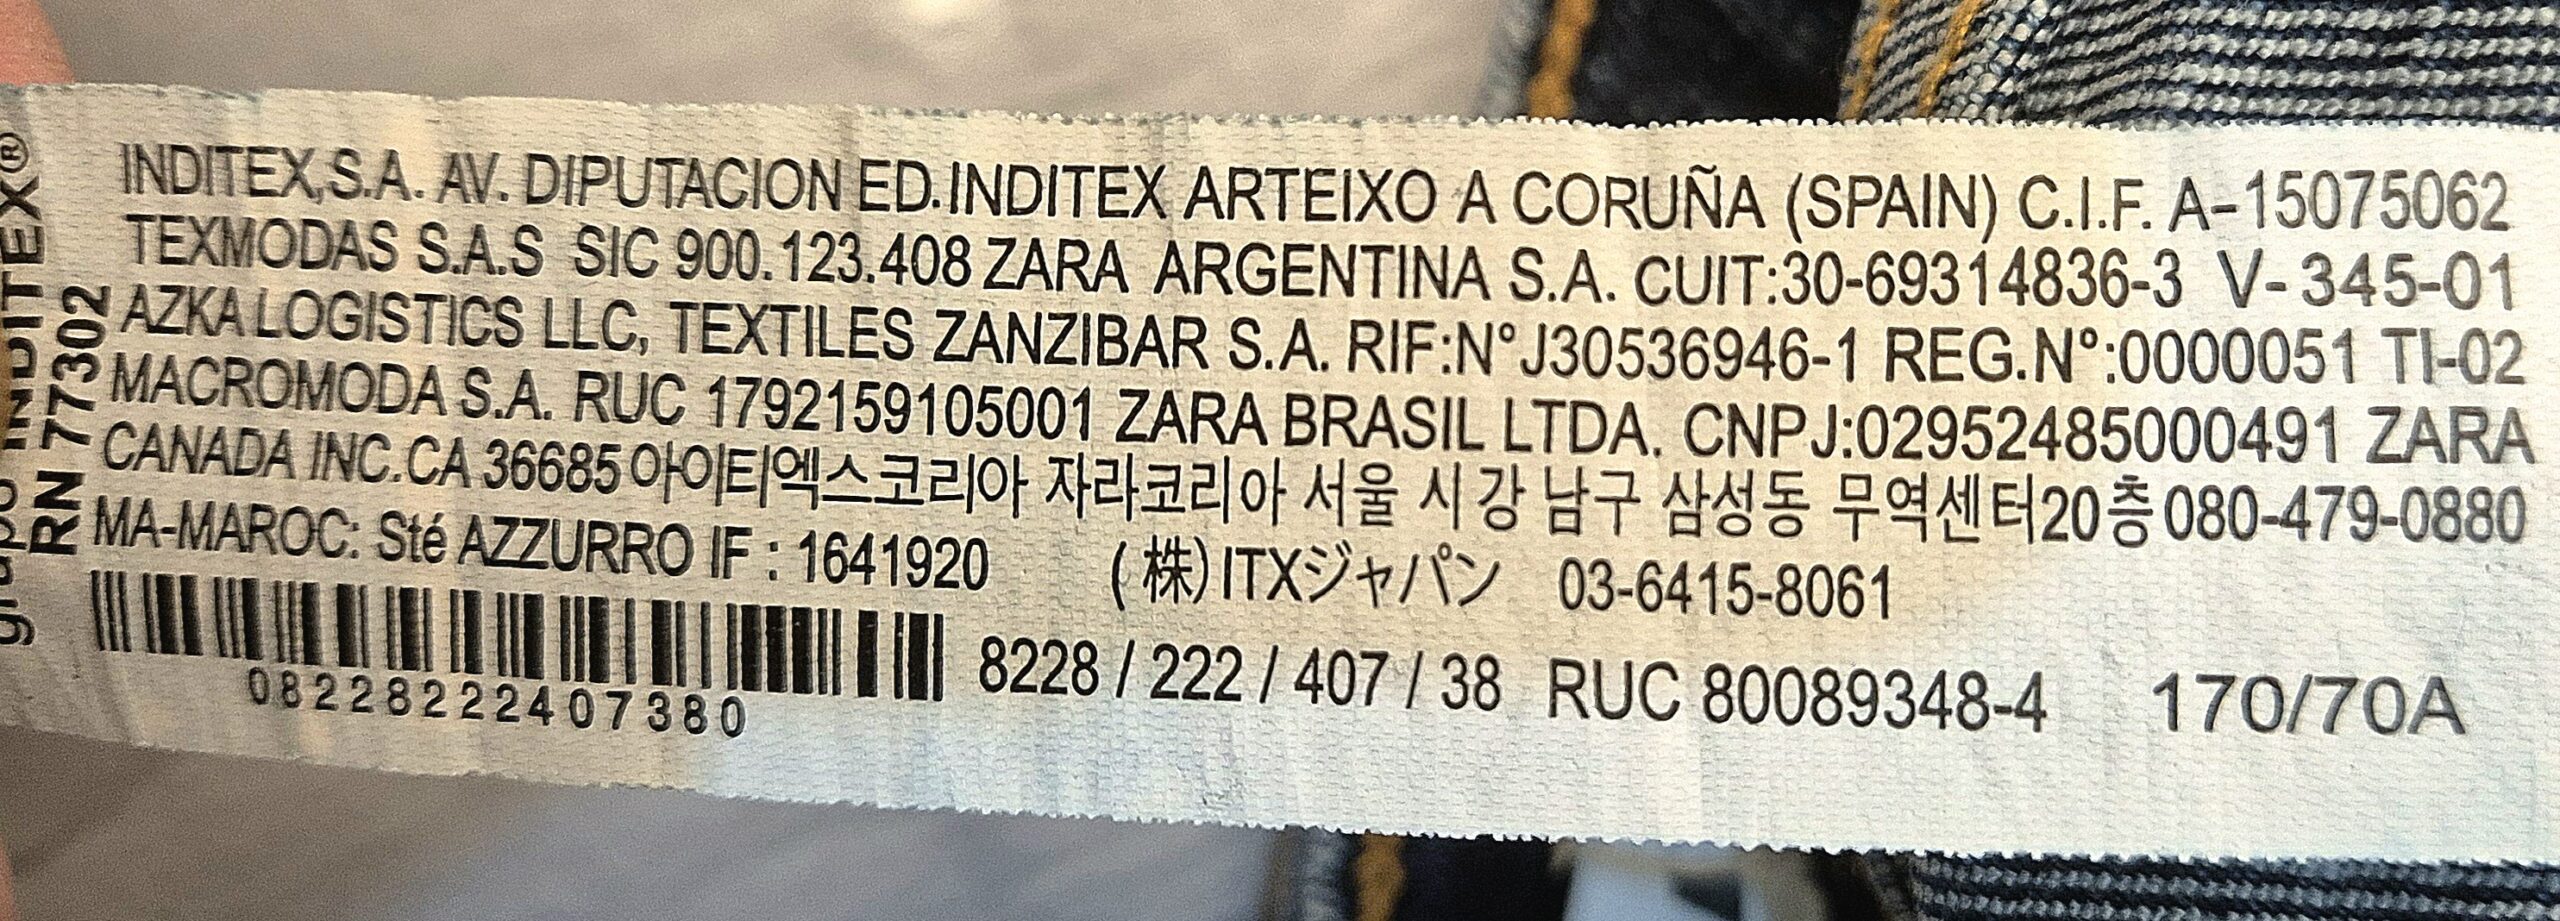 INDITEX,S.A. AV. DIPUTACION ED.INDITEX ARTEIXO A CORUÑA (SPAIN) C.I.F. A-15075062
TEXMODAS S.A.S SIC 900.123.408 ZARA ARGENTINA S.A. CUIT:30-69314836-3 V-345-01
AZKA LOGISTICS LLC, TEXTILES ZANZIBAR S.A. RIF:N°J30536946-1 REG.N°:0000051 TI-02
MACROMODA S.A. RUC 1792159105001 ZARA BRASIL LTDA. CNPJ:02952485000491 ZARA
CANADA INC.CA 36685 아이티엑스코리아 자라코리아 서울 시 강 남구 삼성동 무역센터20층 080-479-0880
MA-MAROC: Sté AZZURRO IF : 1641920 (株)ITXジャパン 03-6415-8061
8228 / 222 / 407 / 38 RUC 80089348-4 170/70A
08228222407380
grupo INDITEX®
RN 77302